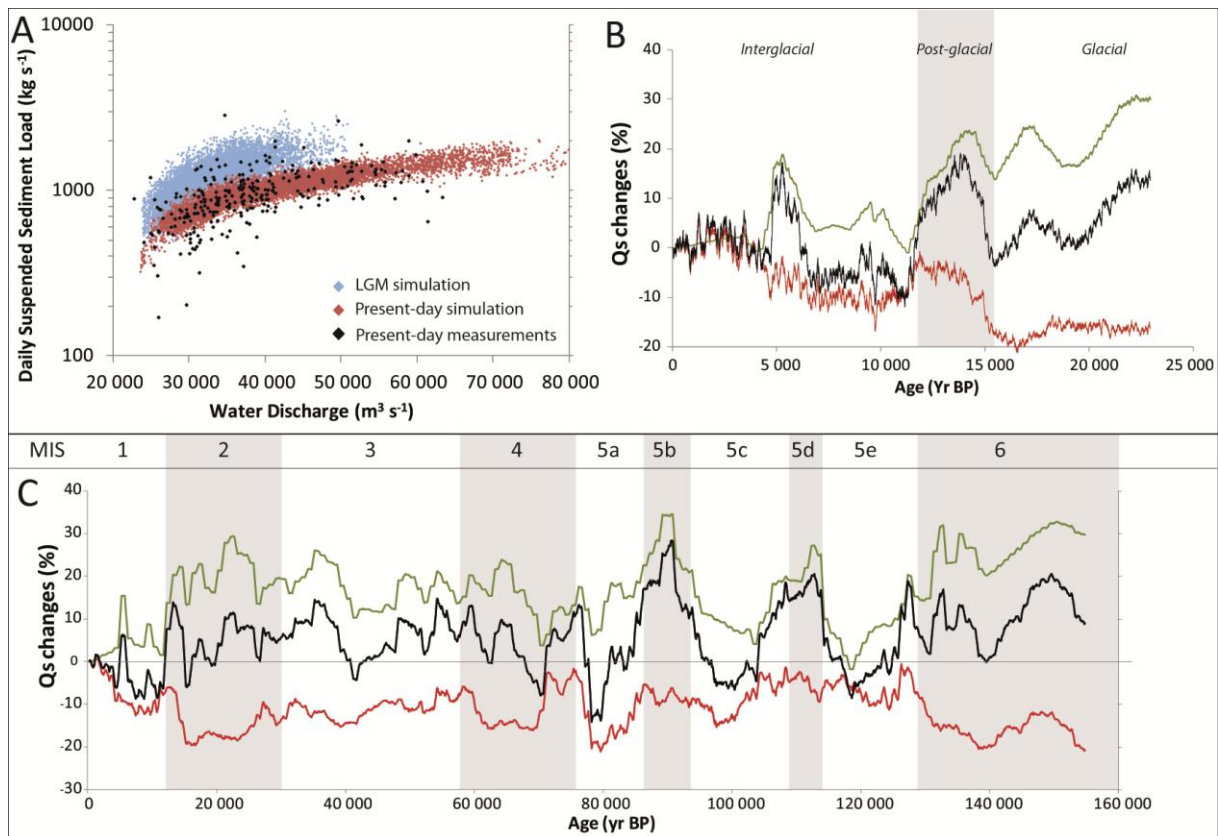 A
Daily Suspended Sediment Load (kg s-1)
10000
1000
100
20 000 30 000 40 000 50 000 60 000 70 000 80 000
Water Discharge (m³ s-1)
LGM simulation
Present-day simulation
Present-day measurements
B
Qs changes (%)
40
30
20
10
0
-10
-20
Interglacial Post-glacial Glacial
0 5 000 10 000 15 000 20 000 25 000
Age (Yr BP)
MIS 1 2 3 4 5a 5b 5c 5d 5e 6
C
Qs changes (%)
40
30
20
10
0
-10
-20
-30
0 20 000 40 000 60 000 80 000 100 000 120 000 140 000 160 000
Age (yr BP)